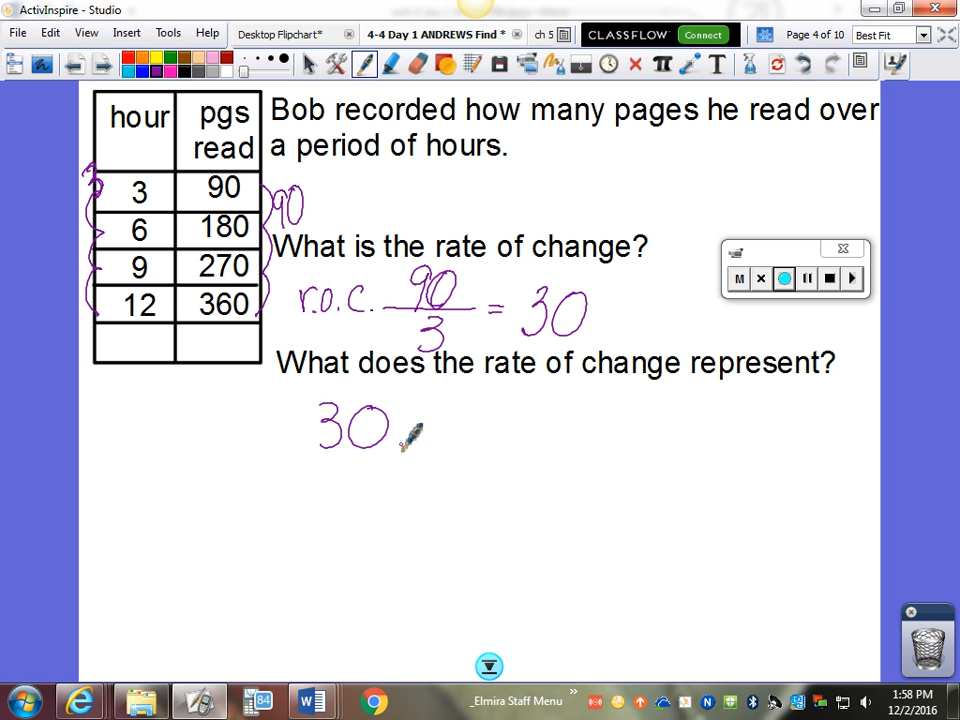 ActivInspire - Studio
File Edit View Insert Tools Help Desktop Flipchart* 4-4 Day 1 ANDREWS Find * ch 5 CLASSFLOW Connect Page 4 of 10 Best Fit
hour pgs read
3 90
6 180
9 270
12 360
3
90
Bob recorded how many pages he read over
a period of hours.
What is the rate of change?
r.o.c. 90/3 = 30
What does the rate of change represent?
30
M
_Elmira Staff Menu
»
84
1:58 PM
12/2/2016